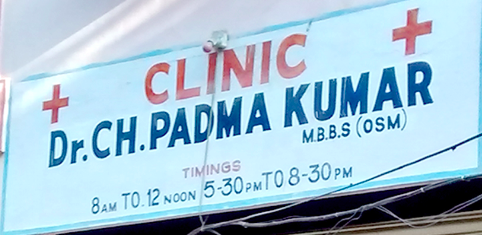 CLINIC
Dr.CH.PADMA KUMAR
M.B.B.S (OSM)
TIMINGS
8AM TO.12 NOON 5-30PM TO 8-30PM